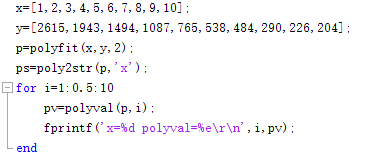 x=[1,2,3,4,5,6,7,8,9,10];
y=[2615,1943,1494,1087,765,538,484,290,226,204];
p=polyfit(x,y,2);
ps=poly2str(p,'x');
for i=1:0.5:10
pv=polyval(p,i);
fprintf('x=%d polyval=%e\r\n',i,pv);
end